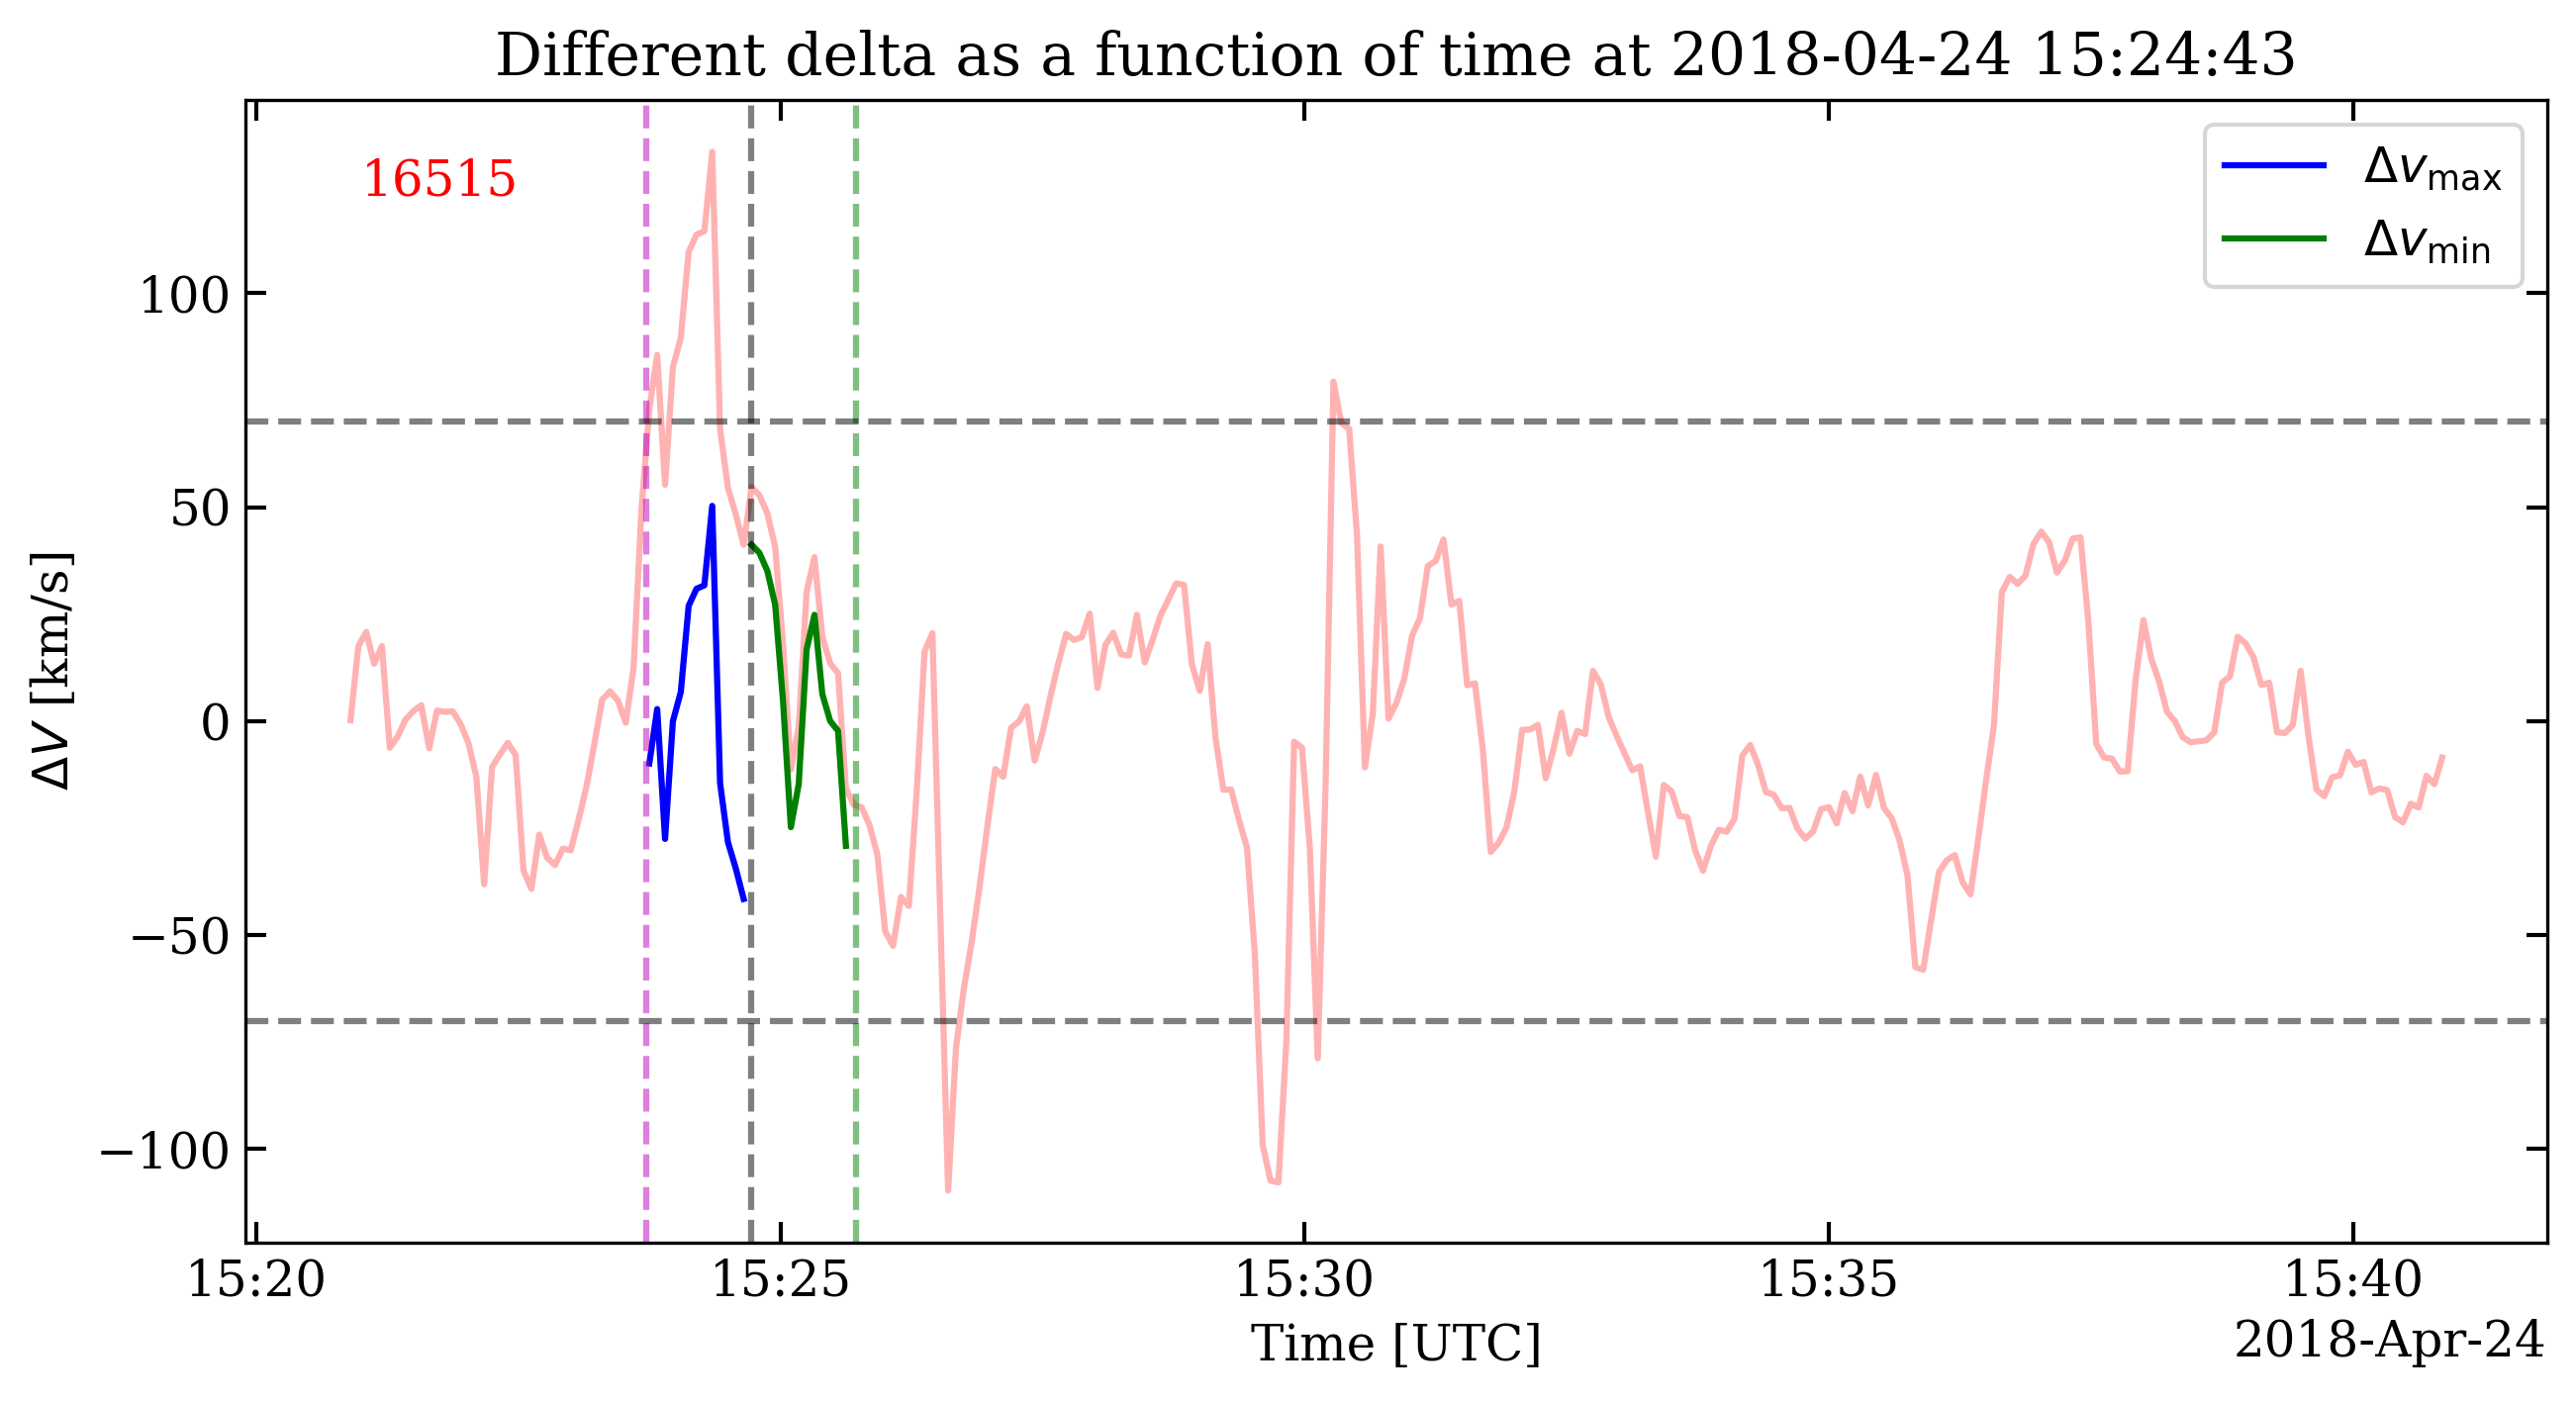 Different delta as a function of time at 2018-04-24 15:24:43
16515
Δv_max
Δv_min
100
50
0
−50
−100
ΔV [km/s]
15:20 15:25 15:30 15:35 15:40
Time [UTC]
2018-Apr-24